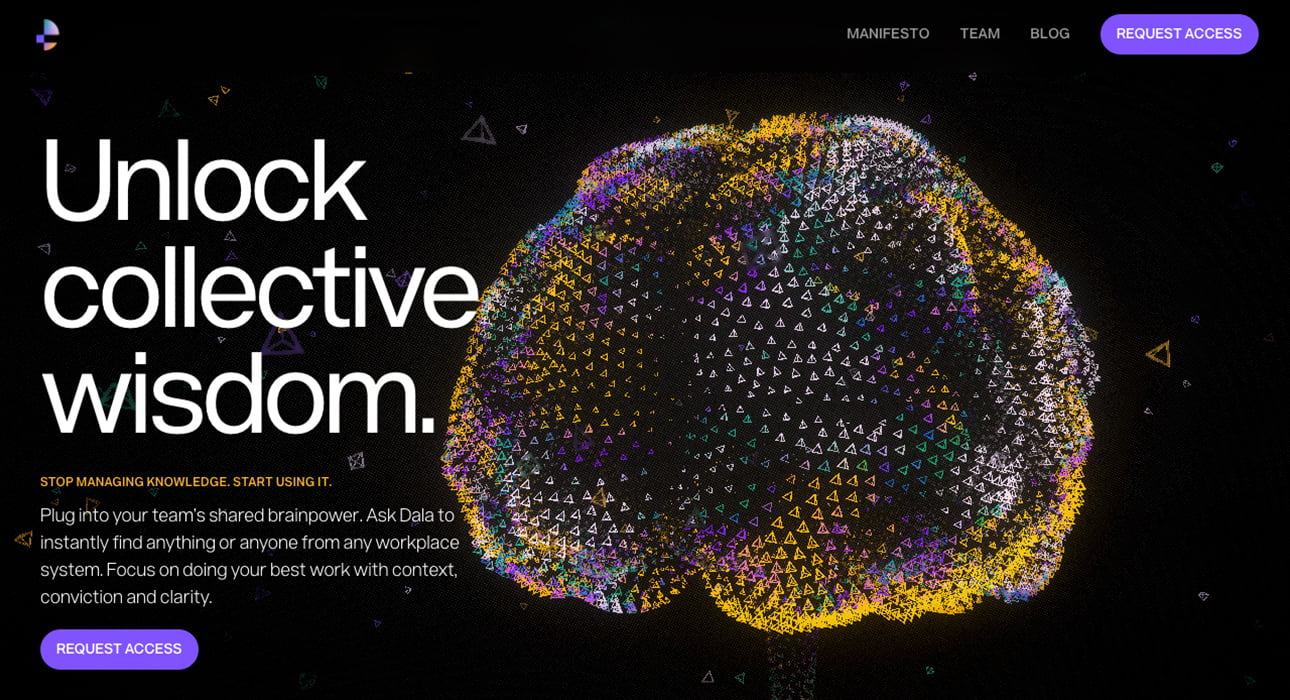 MANIFESTO TEAM BLOG REQUEST ACCESS
Unlock
collective
wisdom.
STOP MANAGING KNOWLEDGE. START USING IT.
Plug into your team's shared brainpower. Ask Dala to
instantly find anything or anyone from any workplace
system. Focus on doing your best work with context,
conviction and clarity.
REQUEST ACCESS